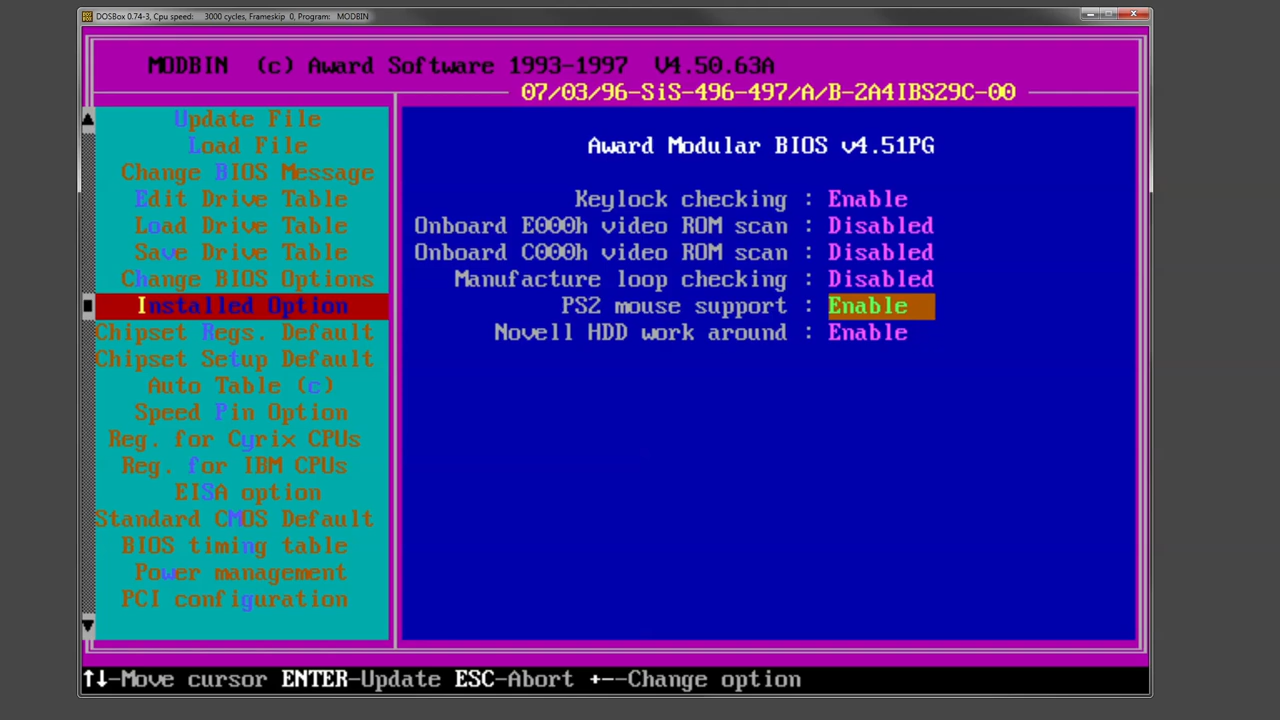 DOSBox 0.74-3, Cpu speed: 3000 cycles, Frameskip 0, Program: MODBIN
MODBIN (c) Award Software 1993-1997 V4.50.63A
07/03/96-SiS-496-497/A/B-2A4IBS29C-00
Update File
Load File
Change BIOS Message
Edit Drive Table
Load Drive Table
Save Drive Table
Change BIOS Options
Installed Option
Chipset Regs. Default
Chipset Setup Default
Auto Table (c)
Speed Pin Option
Reg. for Cyrix CPUs
Reg. for IBM CPUs
EISA option
Standard CMOS Default
BIOS timing table
Power management
PCI configuration
Award Modular BIOS v4.51PG
Keylock checking : Enable
Onboard E000h video ROM scan : Disabled
Onboard C000h video ROM scan : Disabled
Manufacture loop checking : Disabled
PS2 mouse support : Enable
Novell HDD work around : Enable
↑↓-Move cursor ENTER-Update ESC-Abort +---Change option